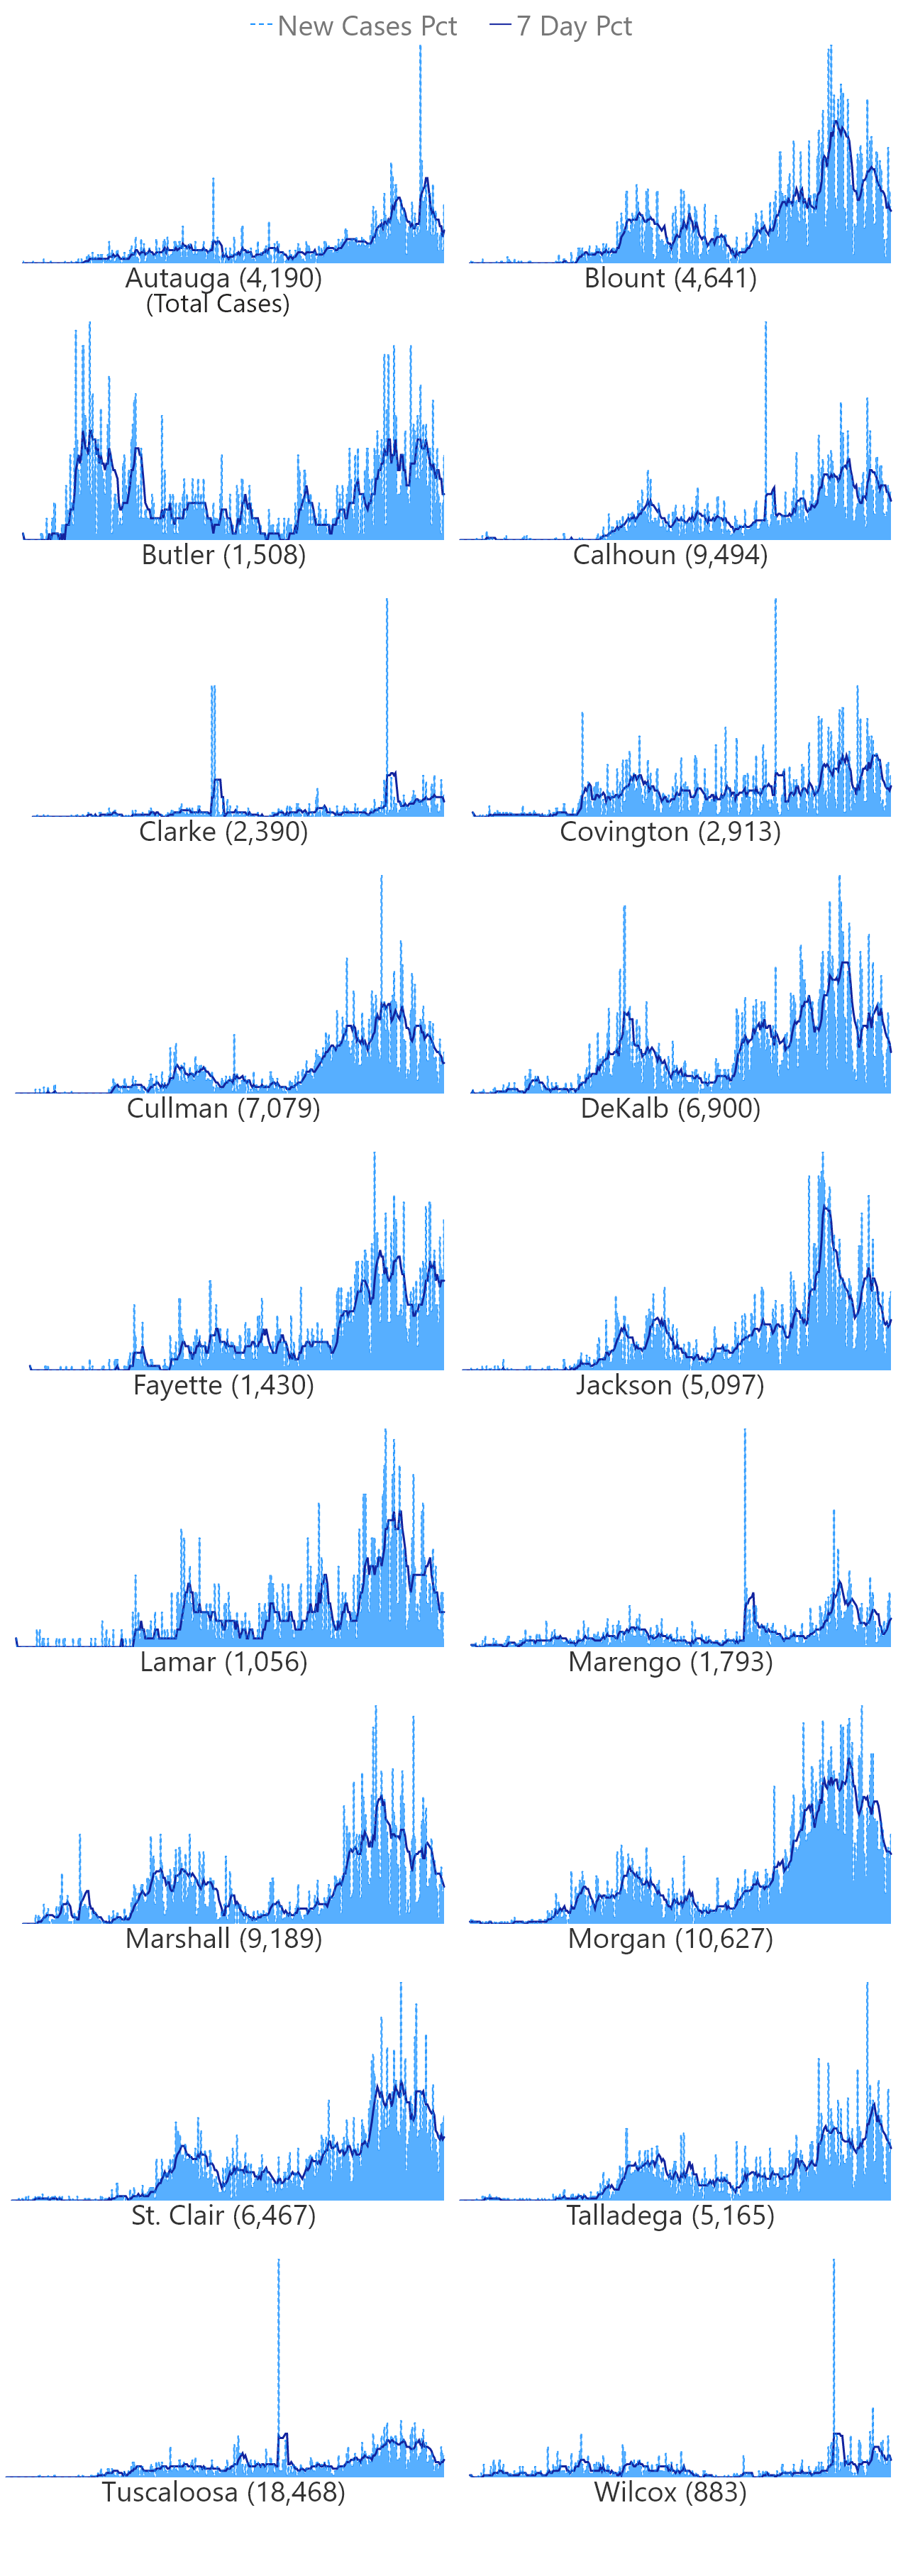 New Cases Pct 7 Day Pct
Autauga (4,190) Blount (4,641)
(Total Cases)
Butler (1,508) Calhoun (9,494)
Clarke (2,390) Covington (2,913)
Cullman (7,079) DeKalb (6,900)
Fayette (1,430) Jackson (5,097)
Lamar (1,056) Marengo (1,793)
Marshall (9,189) Morgan (10,627)
St. Clair (6,467) Talladega (5,165)
Tuscaloosa (18,468) Wilcox (883)